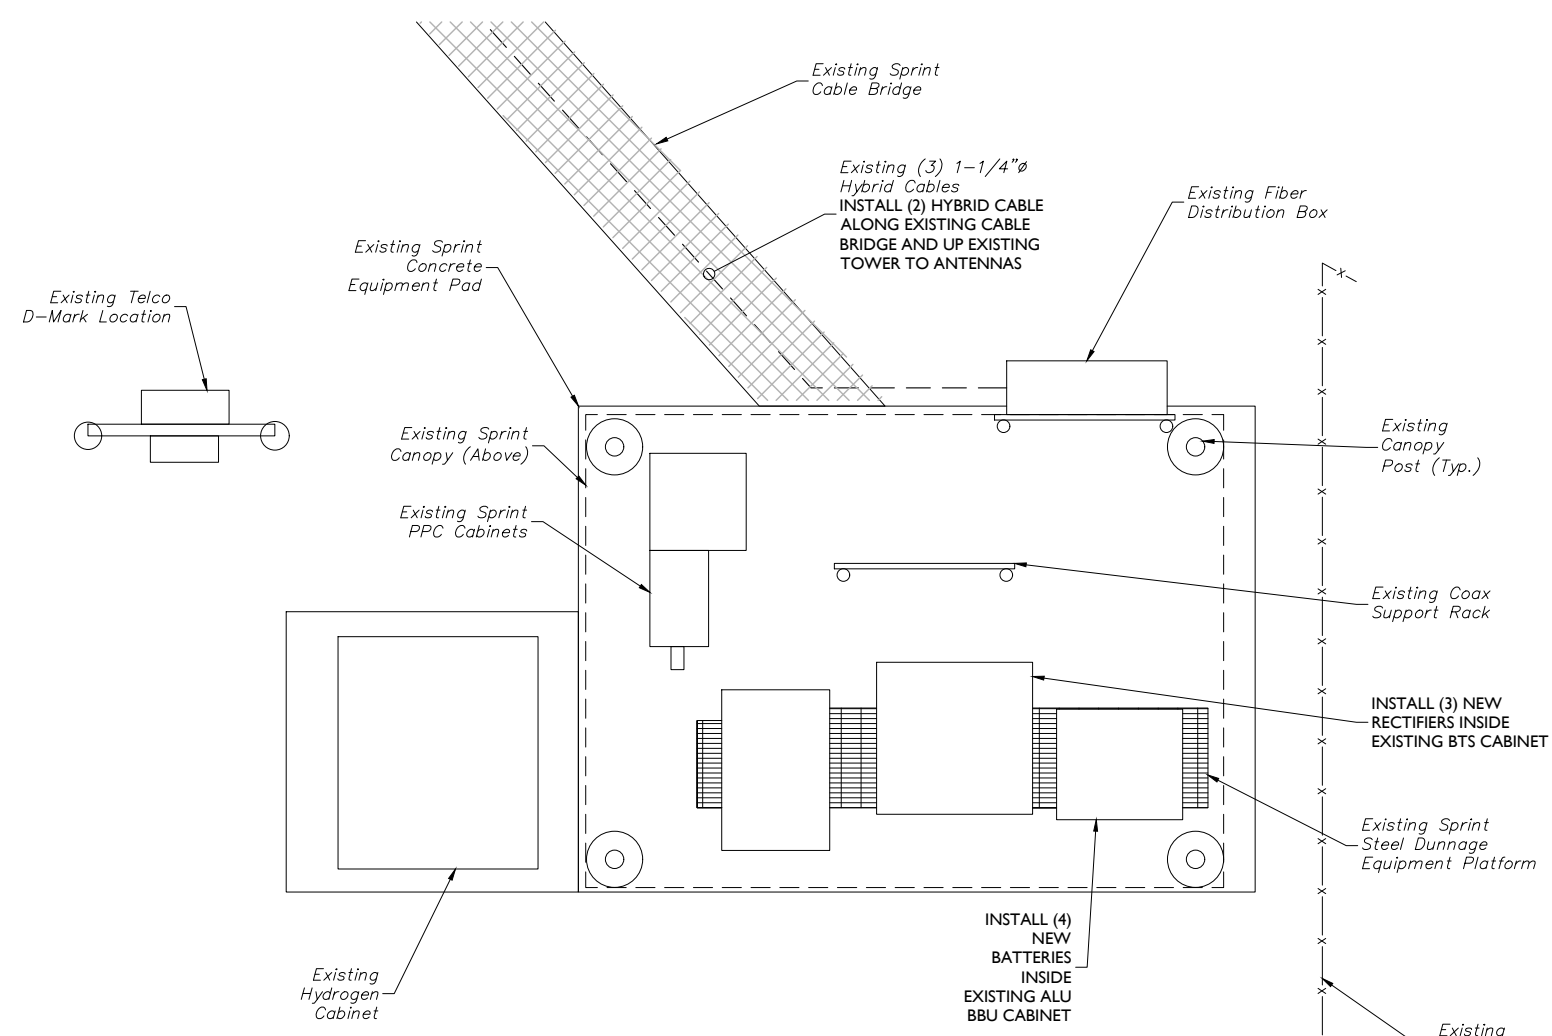 Existing Sprint
Cable Bridge
Existing (3) 1-1/4"ø
Hybrid Cables
INSTALL (2) HYBRID CABLE
ALONG EXISTING CABLE
BRIDGE AND UP EXISTING
TOWER TO ANTENNAS
Existing Fiber
Distribution Box
Existing Sprint
Concrete
Equipment Pad
Existing Telco
D-Mark Location
Existing Sprint
Canopy (Above)
Existing
Canopy
Post (Typ.)
Existing Sprint
PPC Cabinets
Existing Coax
Support Rack
INSTALL (3) NEW
RECTIFIERS INSIDE
EXISTING BTS CABINET
Existing Sprint
Steel Dunnage
Equipment Platform
INSTALL (4)
NEW
BATTERIES
INSIDE
EXISTING ALU
BBU CABINET
Existing
Hydrogen
Cabinet
Existing